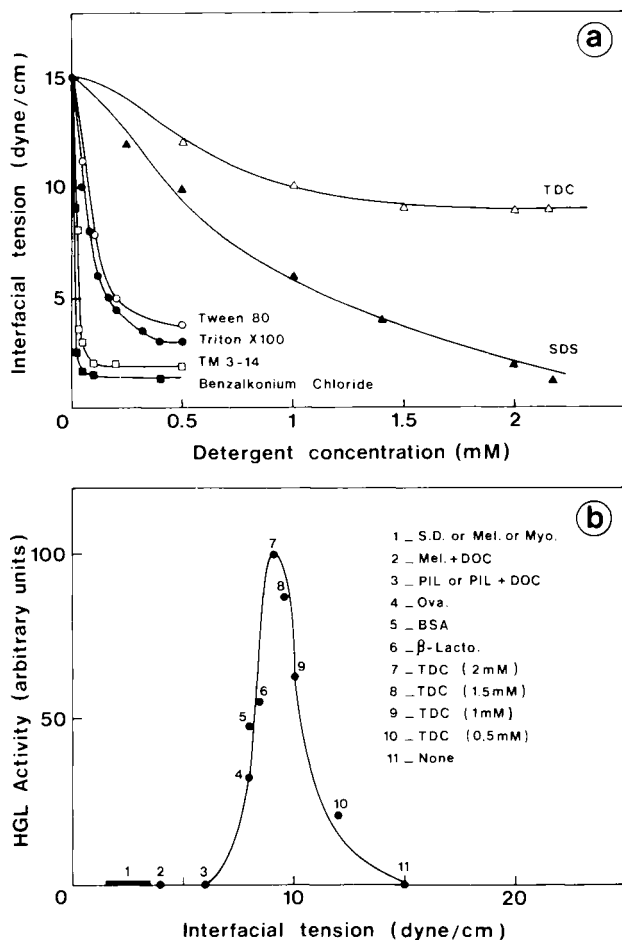 a
Interfacial tension (dyne/cm)
15
10
5
TDC
SDS
Tween 80
Triton X100
TM 3-14
Benzalkonium Chloride
0 0.5 1 1.5 2
Detergent concentration (mM)
b
HGL Activity (arbitrary units)
100
50
0
1 _ S.D. or Mel. or Myo.
2 _ Mel. + DOC
3 _ PIL or PIL + DOC
4 _ Ova.
5 _ BSA
6 _ β-Lacto.
7 _ TDC (2mM)
8 _ TDC (1.5mM)
9 _ TDC (1mM)
10 _ TDC (0.5mM)
11 _ None
7
8
9
6
5
4
10
1 2 3 11
0 10 20
Interfacial tension (dyne/cm)